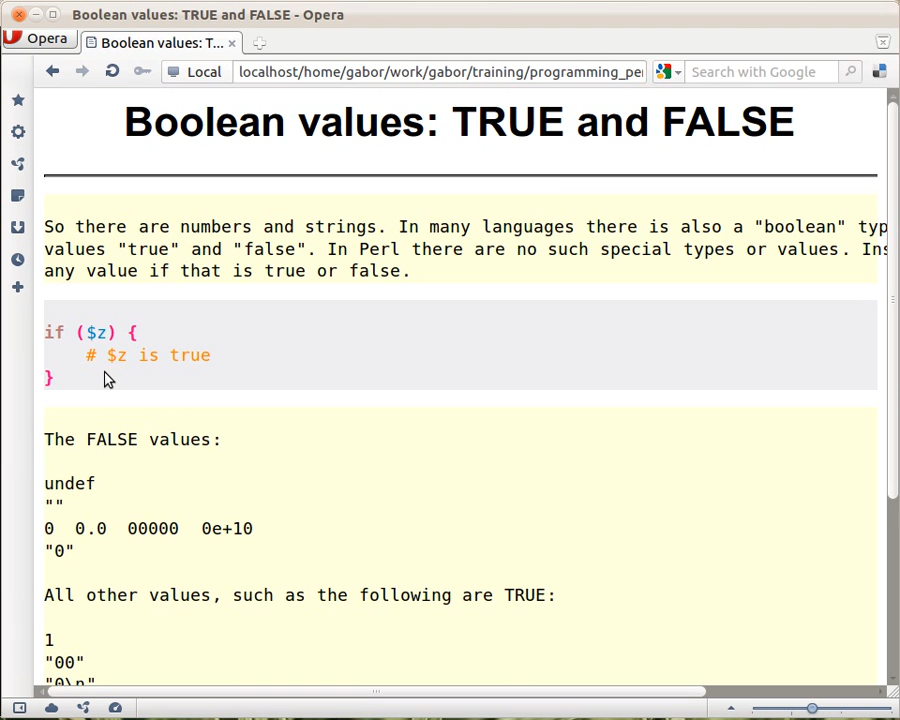 Boolean values: TRUE and FALSE - Opera
Opera
Boolean values: T...
Local
localhost/home/gabor/work/gabor/training/programming_per
Search with Google
Boolean values: TRUE and FALSE
So there are numbers and strings. In many languages there is also a "boolean" typ
values "true" and "false". In Perl there are no such special types or values. Ins
any value if that is true or false.
if ($z) {
# $z is true
}
The FALSE values:
undef
""
0 0.0 00000 0e+10
"0"
All other values, such as the following are TRUE:
1
"00"
"0\n"